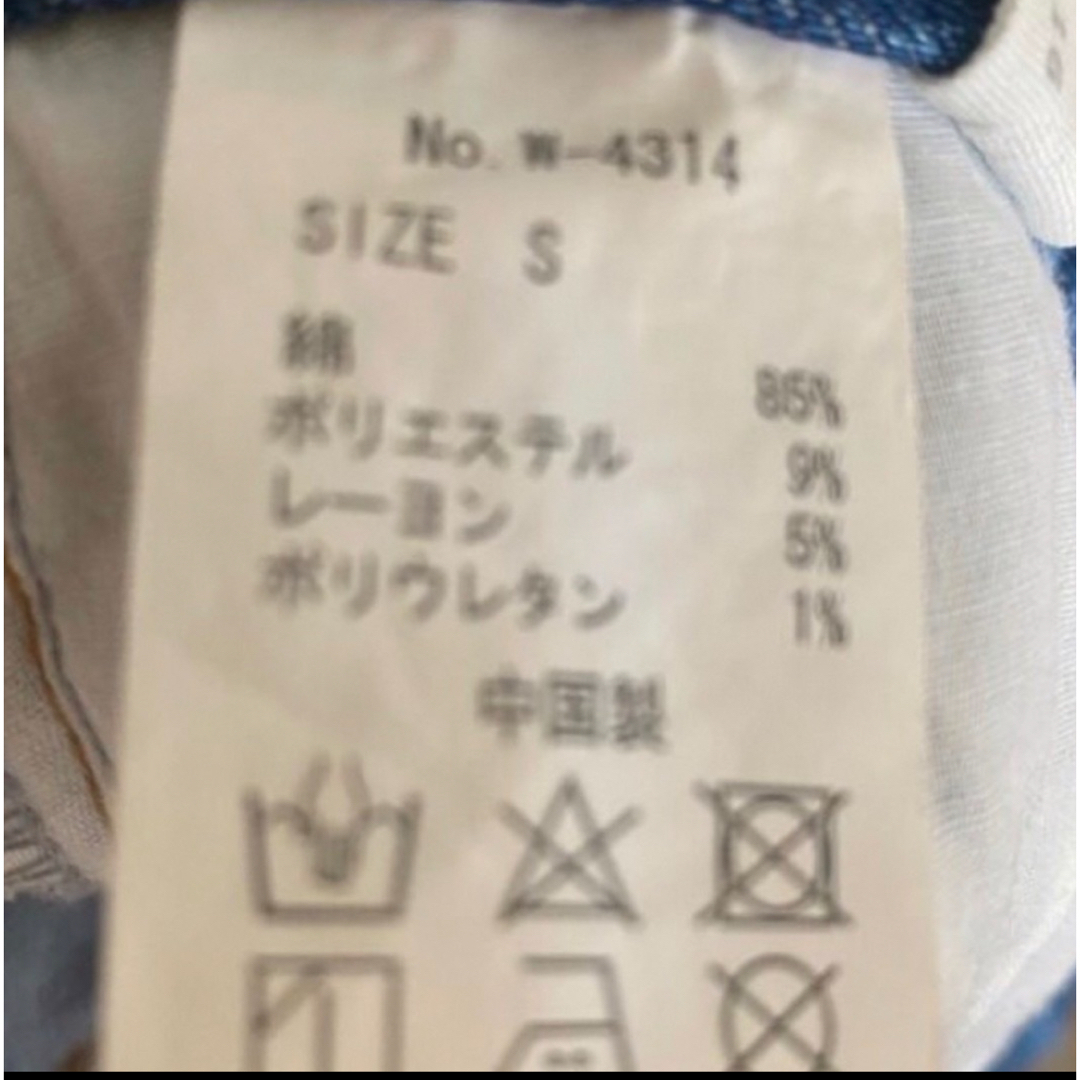 No. W-4314
SIZE S
綿 85%
ポリエステル 9%
レーヨン 5%
ポリウレタン 1%
中国製